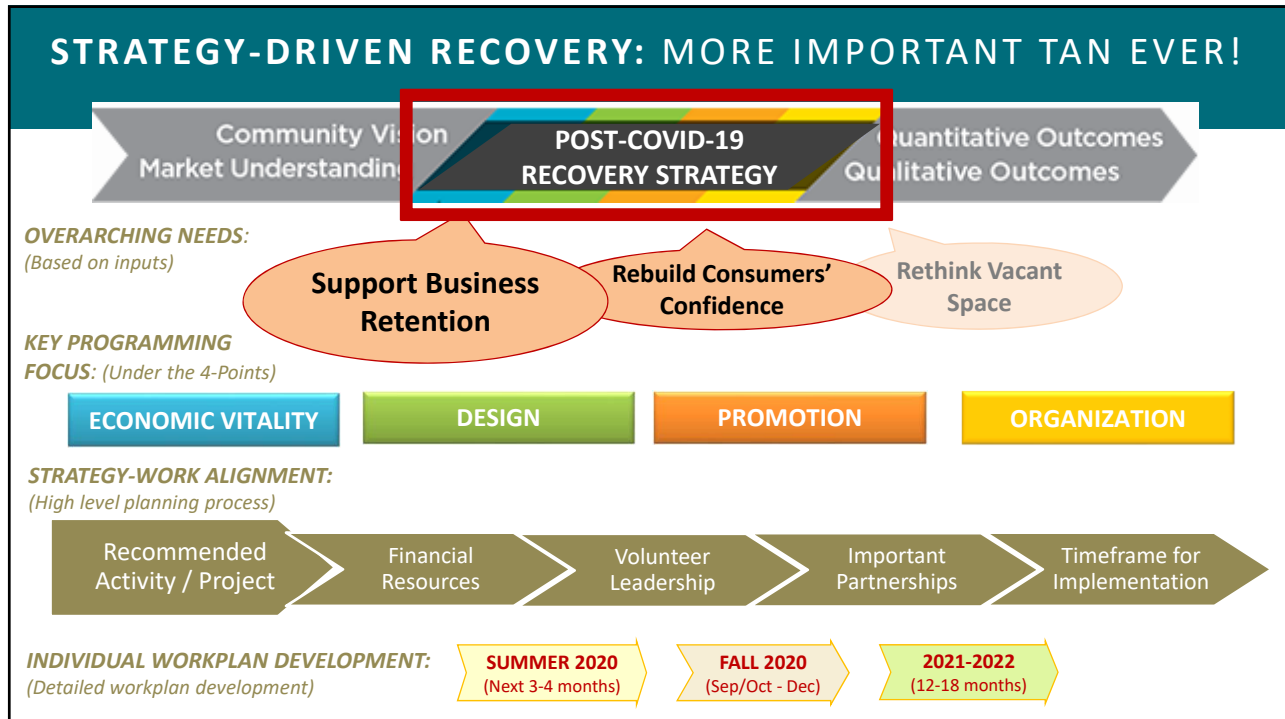 STRATEGY-DRIVEN RECOVERY: MORE IMPORTANT TAN EVER!
Community Vision
Market Understanding
POST-COVID-19
RECOVERY STRATEGY
Quantitative Outcomes
Qualitative Outcomes
OVERARCHING NEEDS:
(Based on inputs)
Support Business
Retention
Rebuild Consumers’
Confidence
Rethink Vacant
Space
KEY PROGRAMMING
FOCUS: (Under the 4-Points)
ECONOMIC VITALITY
DESIGN
PROMOTION
ORGANIZATION
STRATEGY-WORK ALIGNMENT:
(High level planning process)
Recommended
Activity / Project
Financial
Resources
Volunteer
Leadership
Important
Partnerships
Timeframe for
Implementation
INDIVIDUAL WORKPLAN DEVELOPMENT:
(Detailed workplan development)
SUMMER 2020
(Next 3-4 months)
FALL 2020
(Sep/Oct - Dec)
2021-2022
(12-18 months)